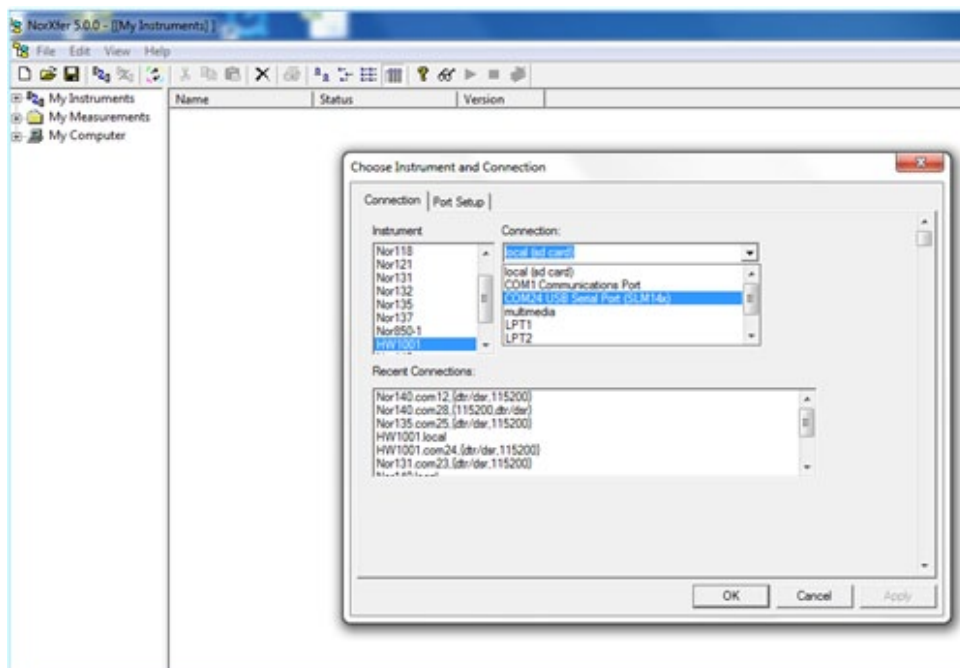 NorXfer 5.0.0 - [[My Instruments] ]
File Edit View Help
My Instruments
My Measurements
My Computer
Name Status Version
Choose Instrument and Connection
Connection Port Setup
Instrument Connection:
Nor118
Nor121
Nor131
Nor132
Nor135
Nor137
Nor850-1
HW1001
local (sd card)
local (sd card)
COM1 Communications Port
COM24 USB Serial Port (SLM14x)
multimedia
LPT1
LPT2
Recent Connections:
Nor140.com12,{dtr/dsr,115200}
Nor140.com28,{115200,dtr/dsr}
Nor135.com25,{dtr/dsr,115200}
HW1001.local
HW1001.com24,{dtr/dsr,115200}
Nor131.com23,{dtr/dsr,115200}
OK Cancel Apply